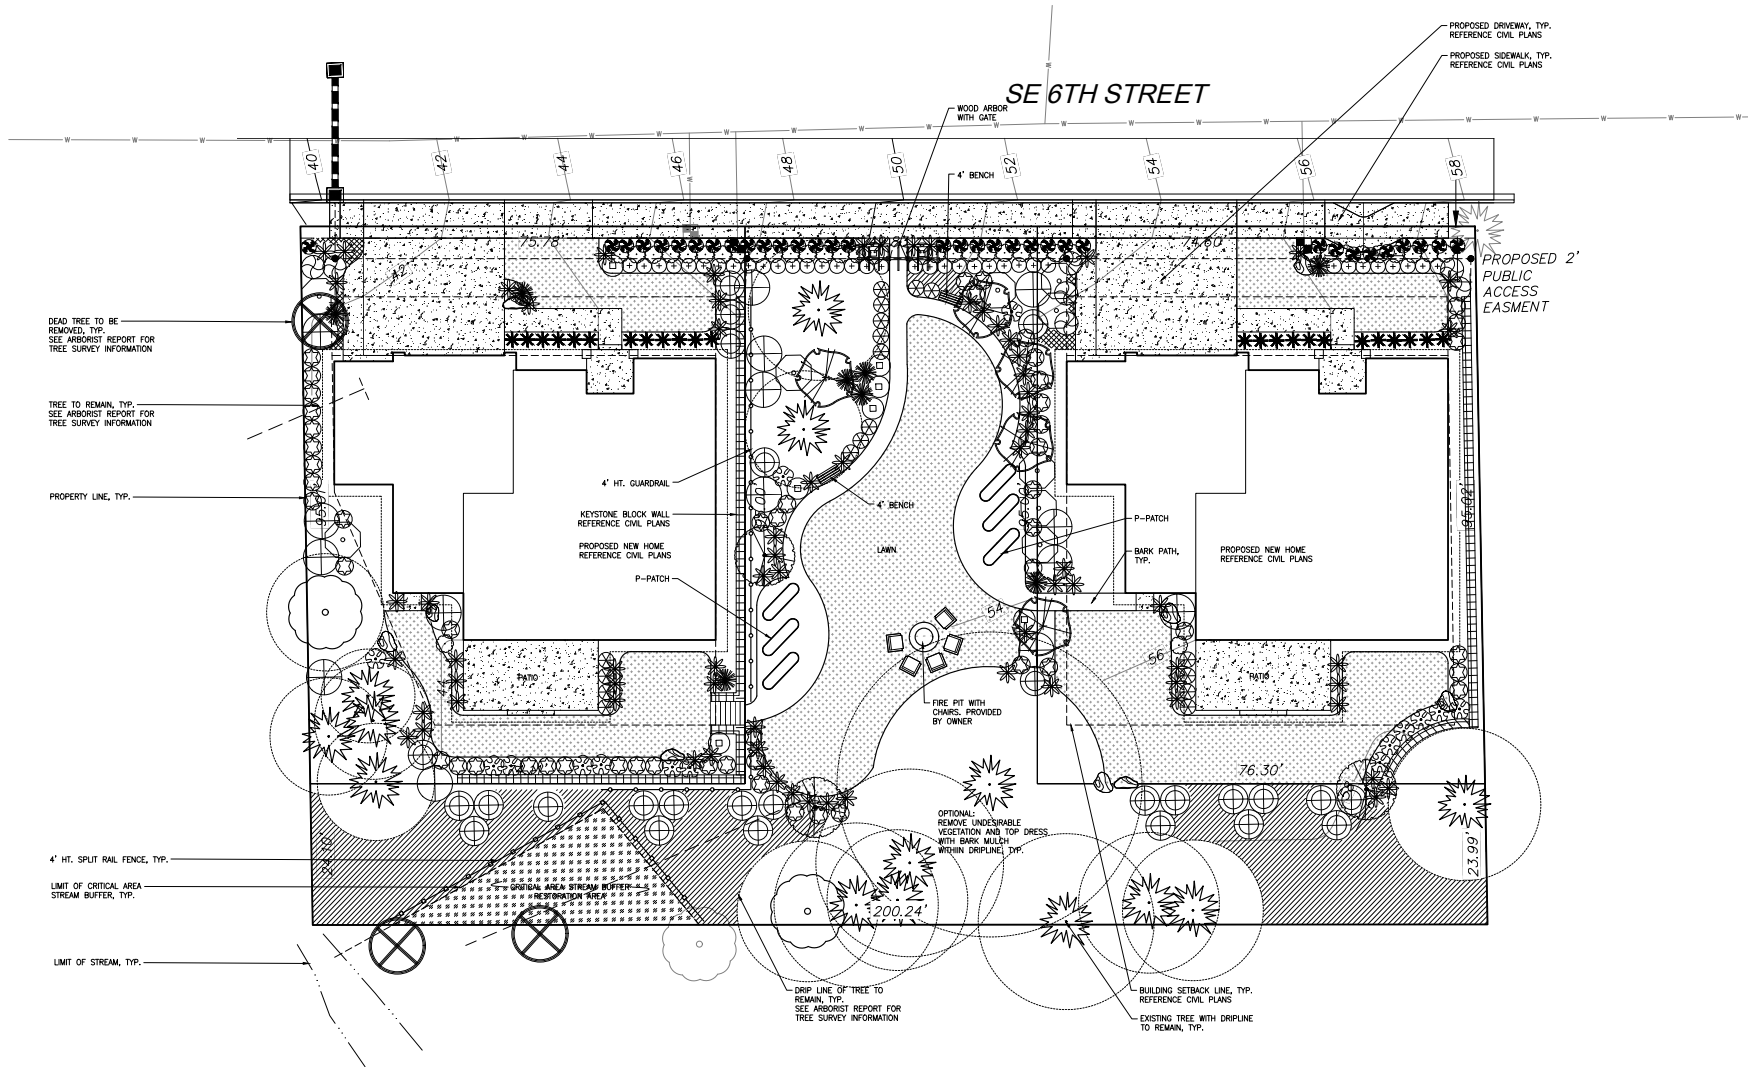 PROPOSED DRIVEWAY, TYP.
REFERENCE CIVIL PLANS
PROPOSED SIDEWALK, TYP.
REFERENCE CIVIL PLANS
SE 6TH STREET
WOOD ARBOR
WITH GATE
W W W W W W W W W W W W W W W W W W W W W W W W W
40
42
44
46
48
50
52
54
56
58
4' BENCH
75.78
74.60
42
PROPOSED 2'
PUBLIC
ACCESS
EASMENT
DEAD TREE TO BE
REMOVED, TYP.
SEE ARBORIST REPORT FOR
TREE SURVEY INFORMATION
TREE TO REMAIN, TYP.
SEE ARBORIST REPORT FOR
TREE SURVEY INFORMATION
PROPERTY LINE, TYP.
4' HT. GUARDRAIL
KEYSTONE BLOCK WALL
REFERENCE CIVIL PLANS
PROPOSED NEW HOME
REFERENCE CIVIL PLANS
P-PATCH
4' BENCH
LAWN
P-PATCH
BARK PATH,
TYP.
PROPOSED NEW HOME
REFERENCE CIVIL PLANS
95.02'
54
56
44
PATIO
PATIO
FIRE PIT WITH
CHAIRS. PROVIDED
BY OWNER
76.30'
OPTIONAL:
REMOVE UNDESIRABLE
VEGETATION AND TOP DRESS
WITH BARK MULCH
WITHIIN DRIPLINE, TYP.
24.10'
23.99'
4' HT. SPLIT RAIL FENCE, TYP.
LIMIT OF CRITICAL AREA
STREAM BUFFER, TYP.
CRITICAL AREA STREAM BUFFER
RESTORATION AREA
200.24'
LIMIT OF STREAM, TYP.
DRIP LINE OF TREE TO
REMAIN, TYP.
SEE ARBORIST REPORT FOR
TREE SURVEY INFORMATION
BUILDING SETBACK LINE, TYP.
REFERENCE CIVIL PLANS
EXISTING TREE WITH DRIPLINE
TO REMAIN, TYP.